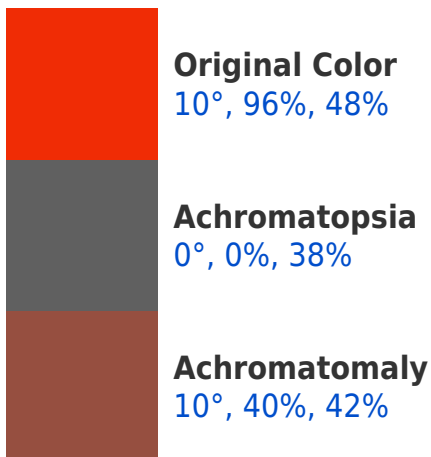 Original Color
10°, 96%, 48%
Achromatopsia
0°, 0%, 38%
Achromatomaly
10°, 40%, 42%